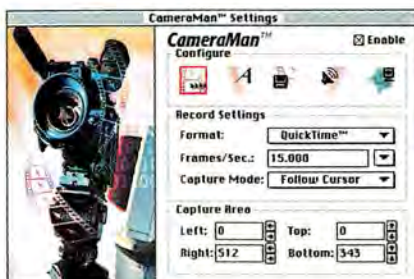 CameraMan™ Settings
CameraMan™
Enable
Configure
A
Record Settings
Format: QuickTime™
Frames/Sec.: 15.000
Capture Mode: Follow Cursor
Capture Area
Left: 0 Top: 0
Right: 512 Bottom: 343